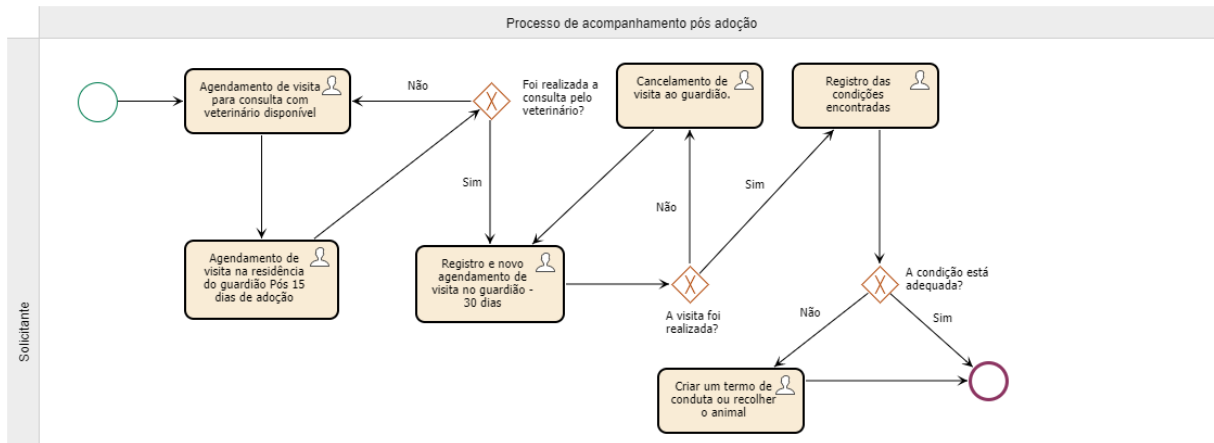 Processo de acompanhamento pós adoção
Solicitante
Agendamento de visita
para consulta com
veterinário disponível
Não
Foi realizada a
consulta pelo
veterinário?
Cancelamento de
visita ao guardião.
Registro das
condições
encontradas
Sim
Sim
Não
Agendamento de
visita na residência
do guardião Pós 15
dias de adoção
Registro e novo
agendamento de
visita no guardião -
30 dias
A visita foi
realizada?
A condição está
adequada?
Não
Sim
Criar um termo de
conduta ou recolher
o animal